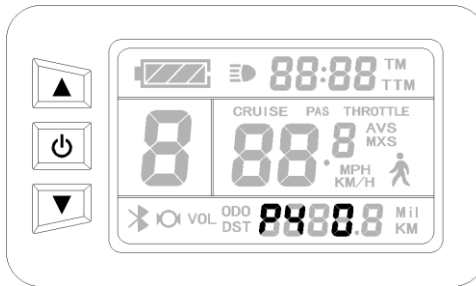 88:88 TM
TTM
CRUISE PAS THROTTLE
8 88.8 AVS
MXS
MPH
KM/H
VOL ODO P4 0.8 Mil
DST KM